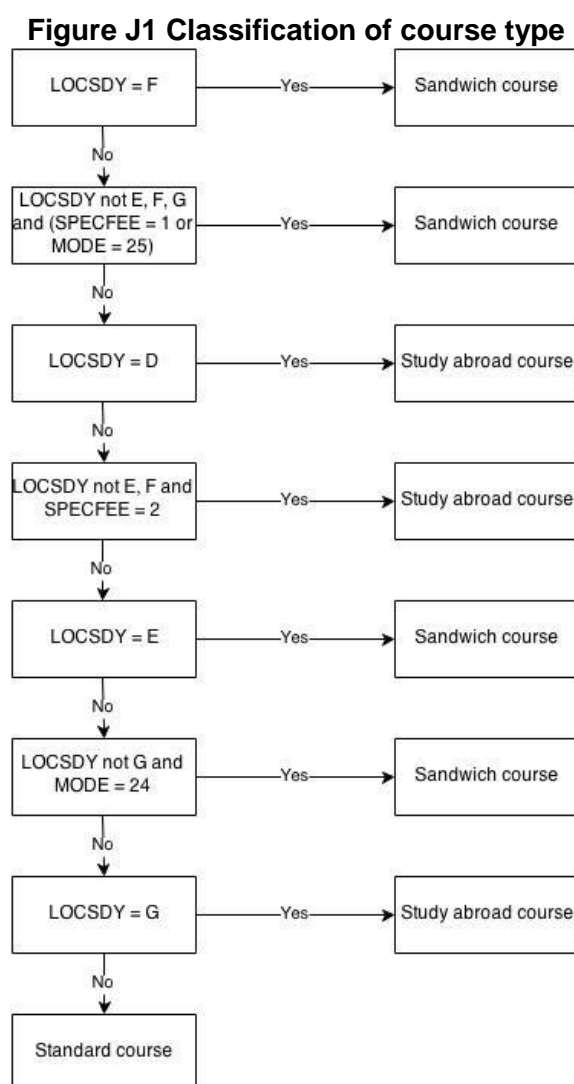 Figure J1 Classification of course type
LOCSDY = F
Yes
Sandwich course
No
LOCSDY not E, F, G
and (SPECFEE = 1 or
MODE = 25)
Yes
Sandwich course
No
LOCSDY = D
Yes
Study abroad course
No
LOCSDY not E, F and
SPECFEE = 2
Yes
Study abroad course
No
LOCSDY = E
Yes
Sandwich course
No
LOCSDY not G and
MODE = 24
Yes
Sandwich course
No
LOCSDY = G
Yes
Study abroad course
No
Standard course